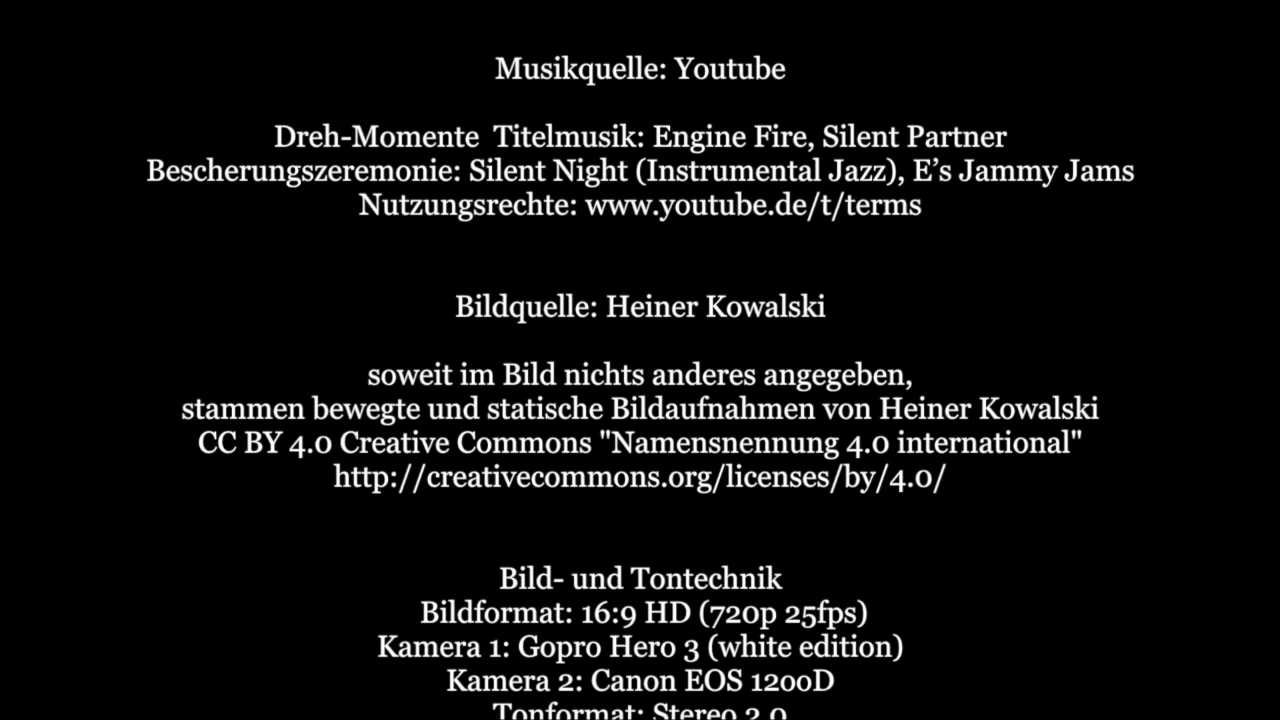 Musikquelle: Youtube
Dreh-Momente  Titelmusik: Engine Fire, Silent Partner
Bescherungszeremonie: Silent Night (Instrumental Jazz), E’s Jammy Jams
Nutzungsrechte: www.youtube.de/t/terms
Bildquelle: Heiner Kowalski
soweit im Bild nichts anderes angegeben,
stammen bewegte und statische Bildaufnahmen von Heiner Kowalski
CC BY 4.0 Creative Commons "Namensnennung 4.0 international"
http://creativecommons.org/licenses/by/4.0/
Bild- und Tontechnik
Bildformat: 16:9 HD (720p 25fps)
Kamera 1: Gopro Hero 3 (white edition)
Kamera 2: Canon EOS 1200D
Tonformat: Stereo 2.0